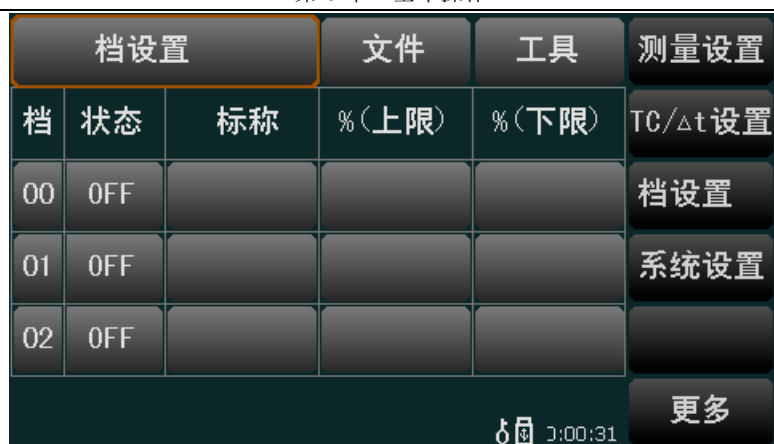 档设置 文件 工具 测量设置
档 状态 标称 %(上限) %(下限) TC/△t设置
00 OFF 档设置
01 OFF 系统设置
02 OFF
更多
:00:31